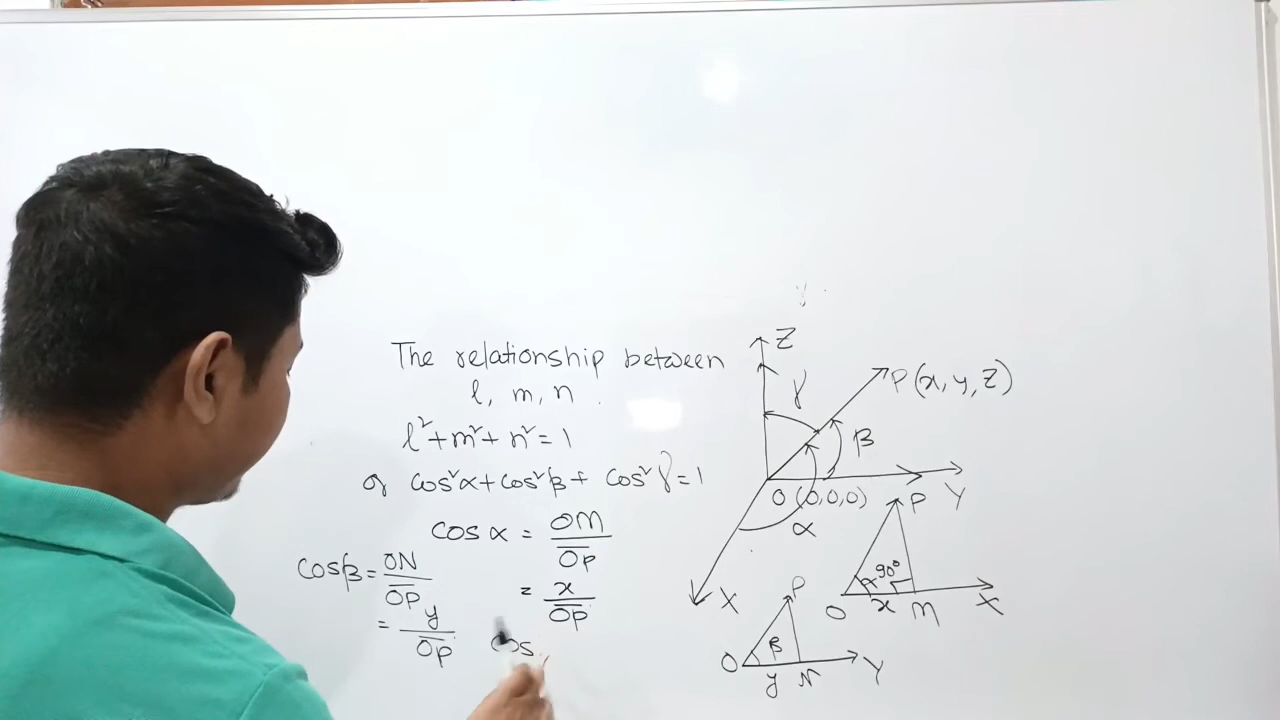 The relationship between
l, m, n.
l²+m²+n²=1
or cos²α+cos²β+cos²γ=1
cosα = OM/OP
= x/OP
cosβ = ON/OP
= y/OP
cos
Z
γ
P(x, y, z)
β
O(0,0,0)
Y
α
X
P
90°
O
x
M
X
P
β
O
y
N
Y